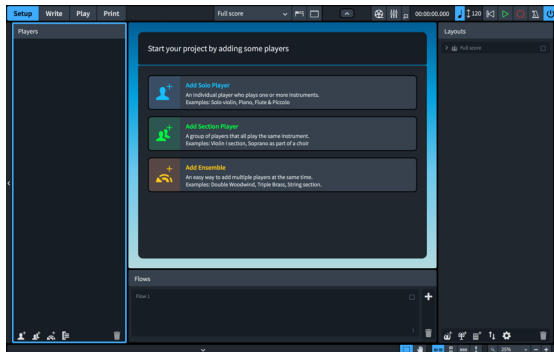 Setup Write Play Print Full score 00:00:00.000 120
Players
Start your project by adding some players
Add Solo Player
An individual player who plays one or more instruments.
Examples: Solo violin, Piano, Flute & Piccolo
Add Section Player
A group of players that all play the same instrument.
Examples: Violin I section, Soprano as part of a choir
Add Ensemble
An easy way to add multiple players at the same time.
Examples: Double Woodwind, Triple Brass, String section.
Layouts
Full score
Flows
Flow 1
1
25%